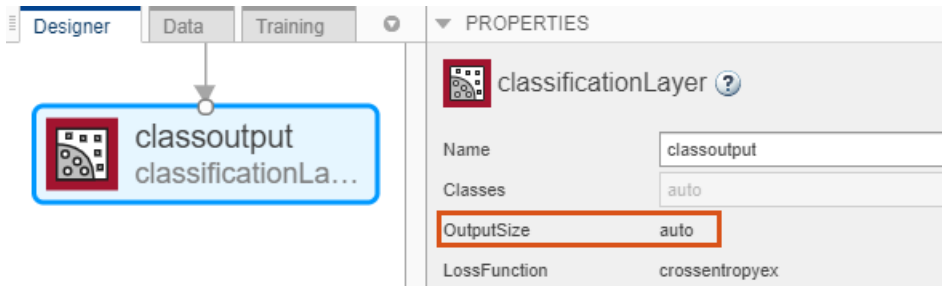 Designer
Data
Training
classoutput
classificationLa...
PROPERTIES
classificationLayer ?
Name classoutput
Classes auto
OutputSize auto
LossFunction crossentropyex